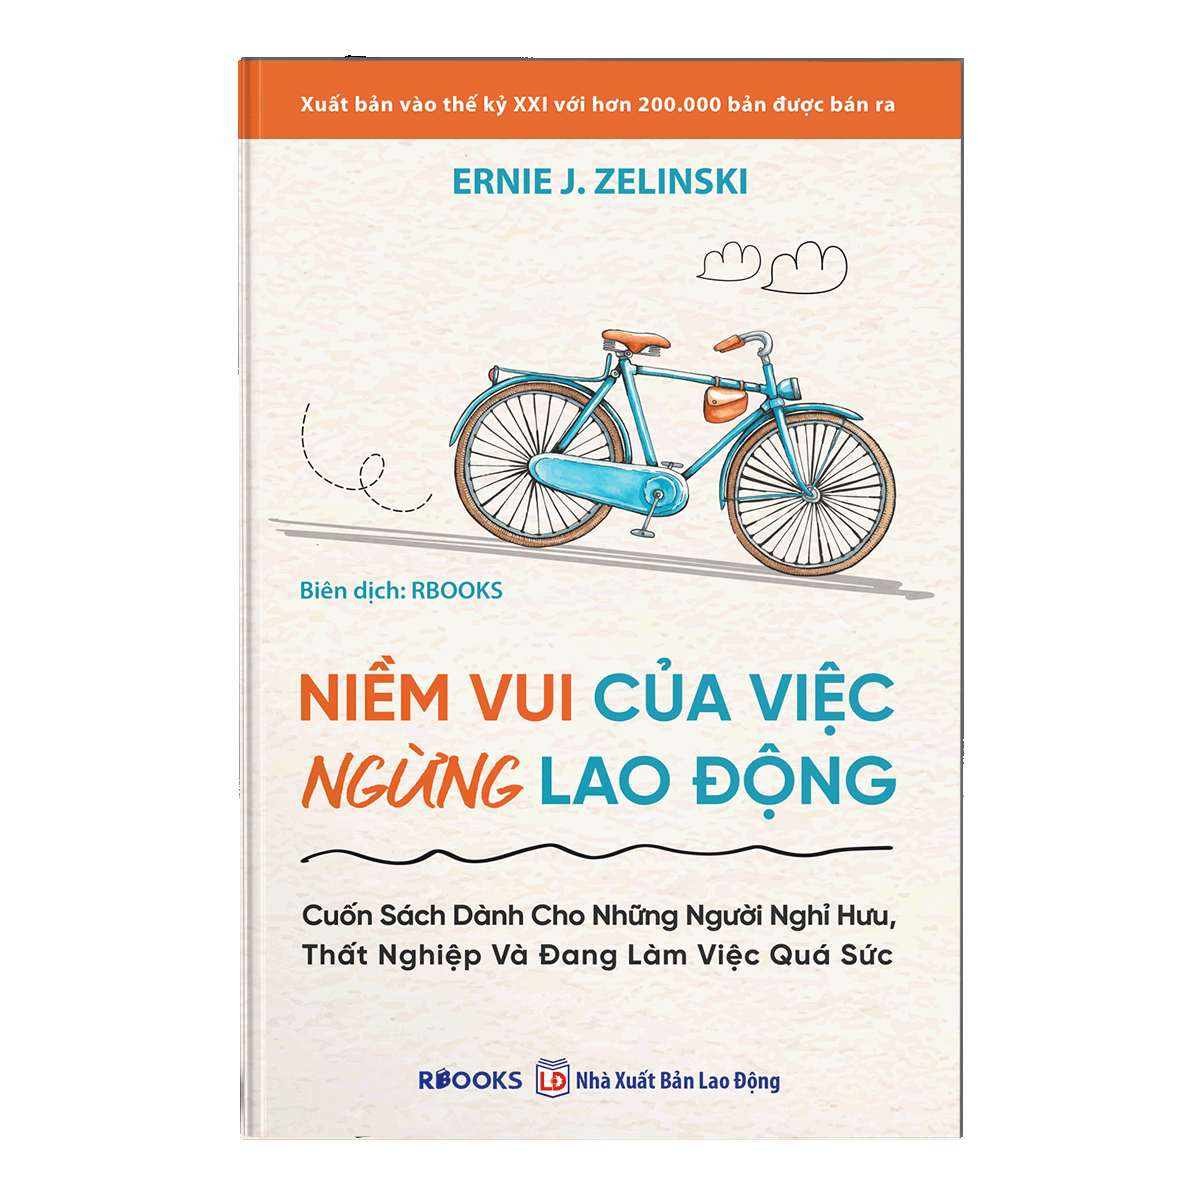 Xuất bản vào thế kỷ XXI với hơn 200.000 bản được bán ra
ERNIE J. ZELINSKI
Biên dịch: RBOOKS
NIỀM VUI CỦA VIỆC
NGỪNG LAO ĐỘNG
Cuốn Sách Dành Cho Những Người Nghỉ Hưu,
Thất Nghiệp Và Đang Làm Việc Quá Sức
RBOOKS LĐ Nhà Xuất Bản Lao Động